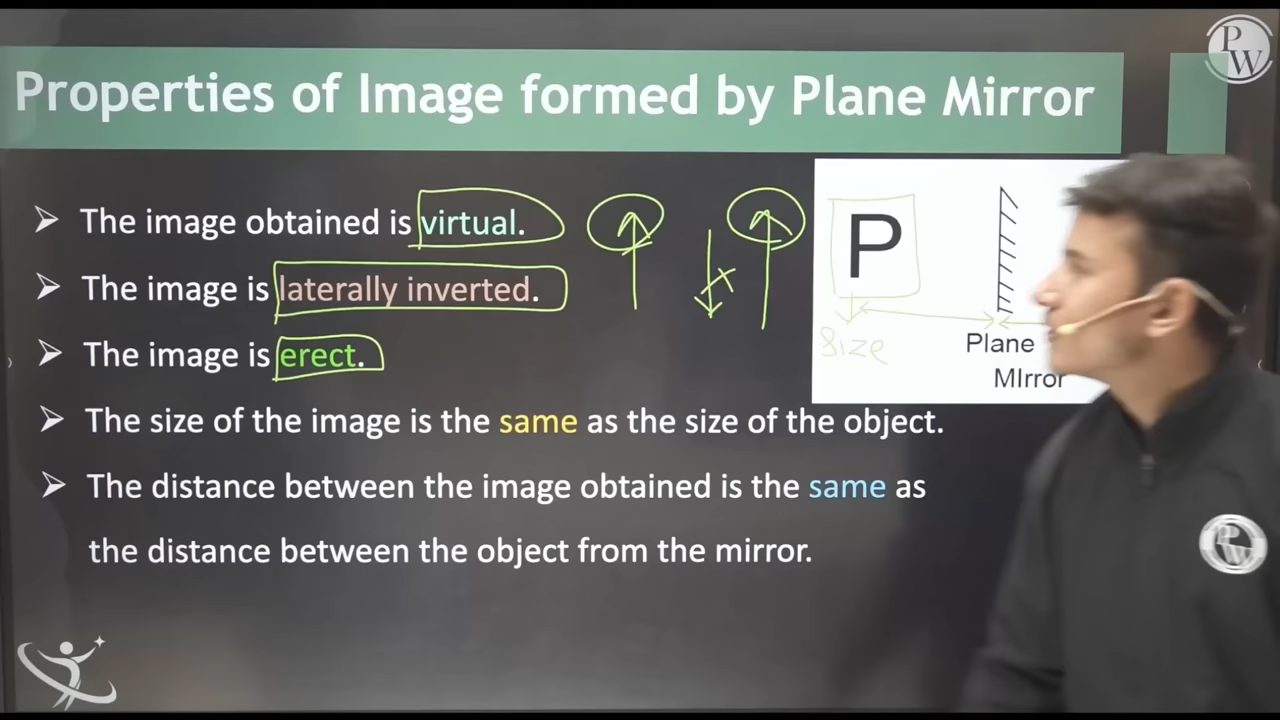 PW
Properties of Image formed by Plane Mirror
➢ The image obtained is virtual.
➢ The image is laterally inverted.
➢ The image is erect.
➢ The size of the image is the same as the size of the object.
➢ The distance between the image obtained is the same as
the distance between the object from the mirror.
P
Size
Plane
MIrror
PW